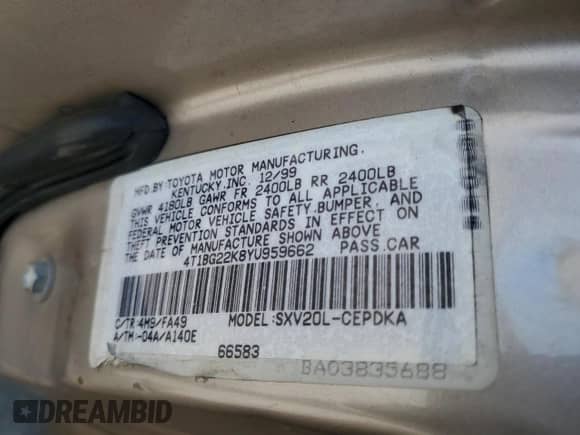 MFD.BY:TOYOTA MOTOR MANUFACTURING,
KENTUCKY,INC. 12/99
GVWR 4180LB GAWR FR 2400LB RR 2400LB
THIS VEHICLE CONFORMS TO ALL APPLICABLE
FEDERAL MOTOR VEHICLE SAFETY,BUMPER, AND
THEFT PREVENTION STANDARDS IN EFFECT ON
THE DATE OF MANUFACTURE SHOWN ABOVE
4T1BG22K8YU959662 PASS.CAR
C/TR:4M9/FA49 MODEL:SXV20L-CEPDKA
A/TM:-04A/A140E
66583
BA03835688
DREAMBID